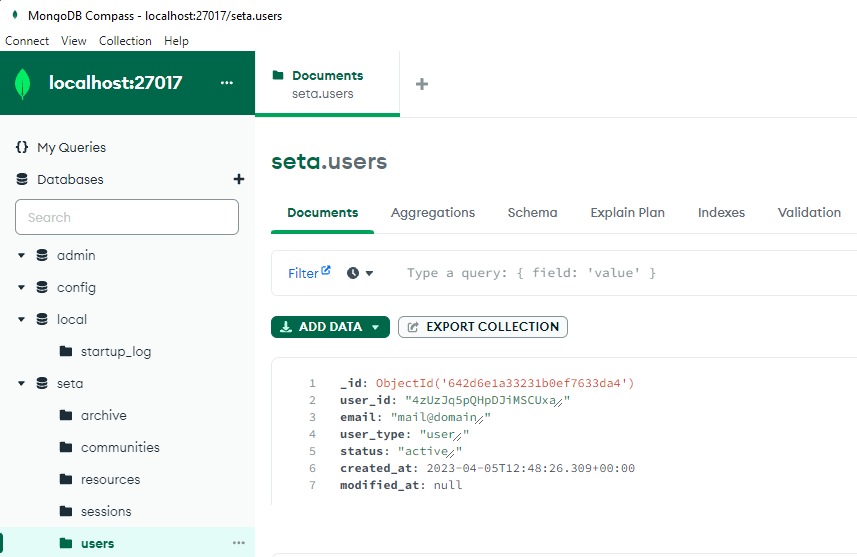 MongoDB Compass - localhost:27017/seta.users
Connect View Collection Help
localhost:27017 ...
Documents
seta.users
+
{} My Queries
Databases +
Search
admin
config
local
startup_log
seta
archive
communities
resources
sessions
users ...
seta.users
Documents Aggregations Schema Explain Plan Indexes Validation
Filter Type a query: { field: 'value' }
ADD DATA EXPORT COLLECTION
1 _id: ObjectId('642d6e1a33231b0ef7633da4')
2 user_id: "4zUzJq5pQHpDJiMSCUxa"
3 email: "mail@domain"
4 user_type: "user"
5 status: "active"
6 created_at: 2023-04-05T12:48:26.309+00:00
7 modified_at: null